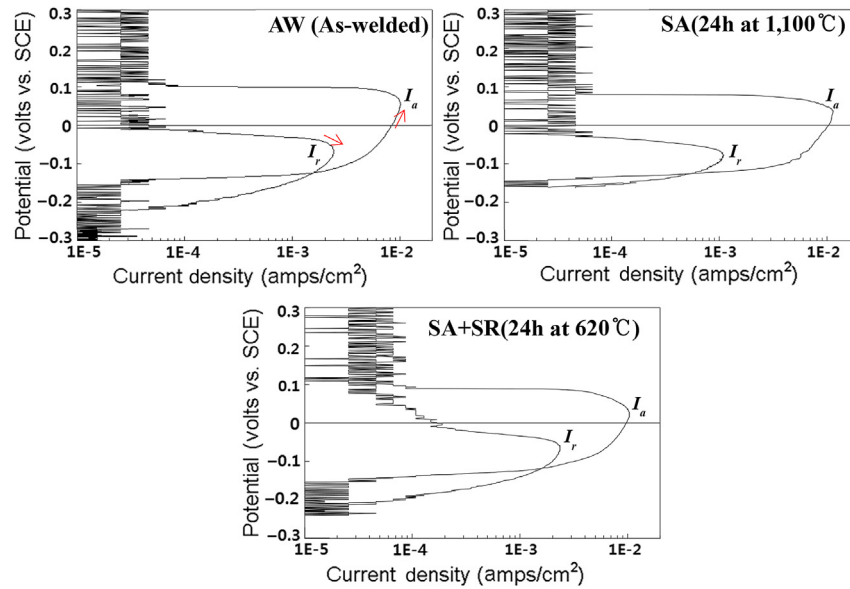 AW (As-welded)
0.3
0.2
0.1
0
−0.1
−0.2
−0.3
Potential (volts vs. SCE)
I_a
I_r
1E-5
1E-4
1E-3
1E-2
Current density (amps/cm²)
SA(24h at 1,100℃)
0.3
0.2
0.1
0
−0.1
−0.2
−0.3
Potential (volts vs. SCE)
I_a
I_r
1E-5
1E-4
1E-3
1E-2
Current density (amps/cm²)
SA+SR(24h at 620℃)
0.3
0.2
0.1
0
−0.1
−0.2
−0.3
Potential (volts vs. SCE)
I_a
I_r
1E-5
1E-4
1E-3
1E-2
Current density (amps/cm²)